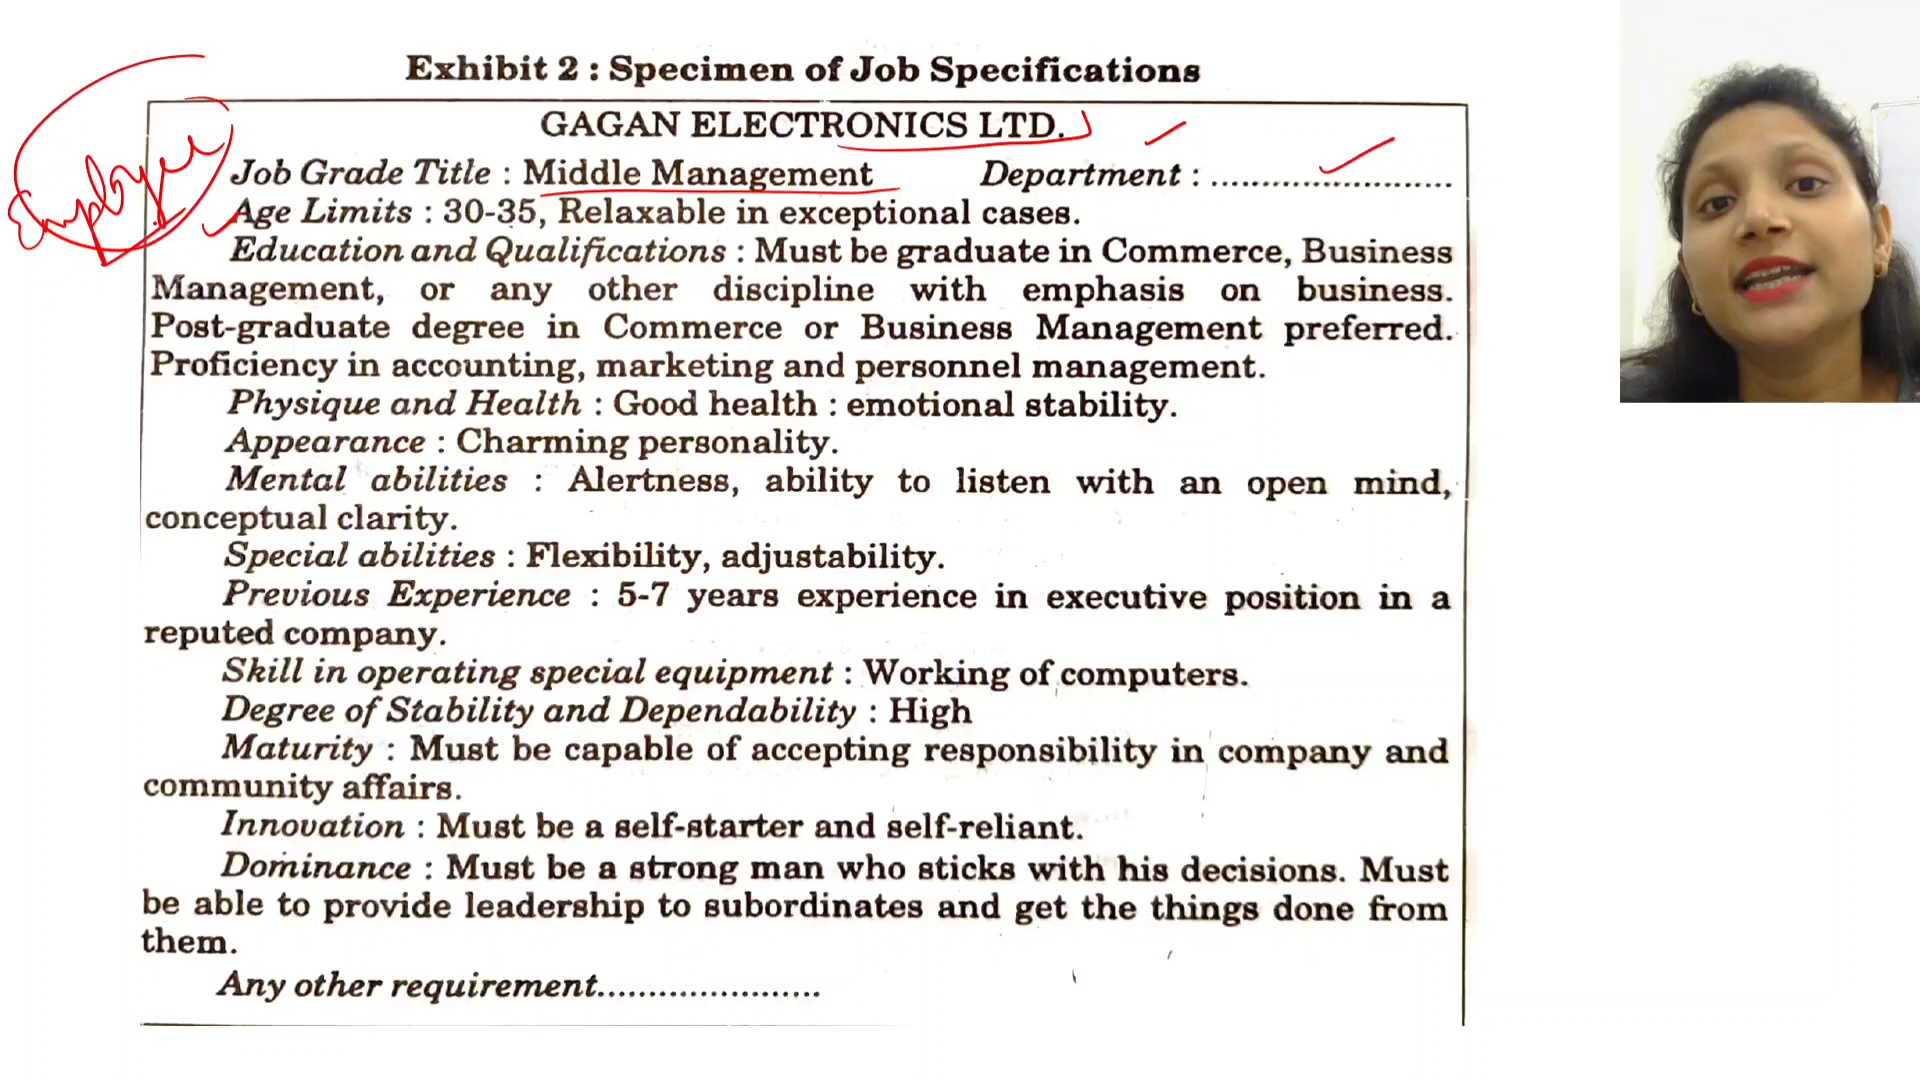 Exhibit 2 : Specimen of Job Specifications
GAGAN ELECTRONICS LTD.
Employee
Job Grade Title : Middle Management Department : ........................
Age Limits : 30-35, Relaxable in exceptional cases.
Education and Qualifications : Must be graduate in Commerce, Business
Management, or any other discipline with emphasis on business.
Post-graduate degree in Commerce or Business Management preferred.
Proficiency in accounting, marketing and personnel management.
Physique and Health : Good health : emotional stability.
Appearance : Charming personality.
Mental abilities : Alertness, ability to listen with an open mind,
conceptual clarity.
Special abilities : Flexibility, adjustability.
Previous Experience : 5-7 years experience in executive position in a
reputed company.
Skill in operating special equipment : Working of computers.
Degree of Stability and Dependability : High
Maturity : Must be capable of accepting responsibility in company and
community affairs.
Innovation : Must be a self-starter and self-reliant.
Dominance : Must be a strong man who sticks with his decisions. Must
be able to provide leadership to subordinates and get the things done from
them.
Any other requirement......................